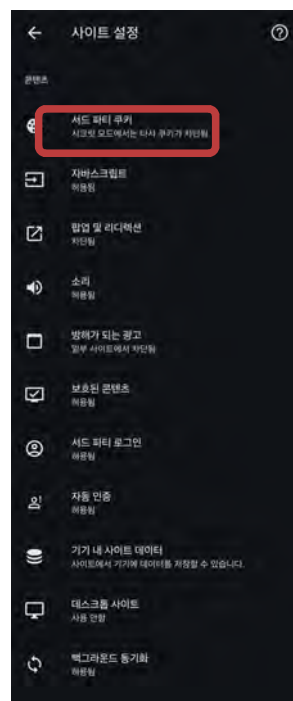 사이트 설정
콘텐츠
서드 파티 쿠키
시크릿 모드에서는 타사 쿠키가 차단됨
자바스크립트
허용됨
팝업 및 리디렉션
차단됨
소리
허용됨
방해가 되는 광고
일부 사이트에서 차단됨
보호된 콘텐츠
허용됨
서드 파티 로그인
허용됨
자동 인증
허용됨
기기 내 사이트 데이터
사이트에서 기기에 데이터를 저장할 수 있습니다.
데스크톱 사이트
사용 안함
백그라운드 동기화
허용됨